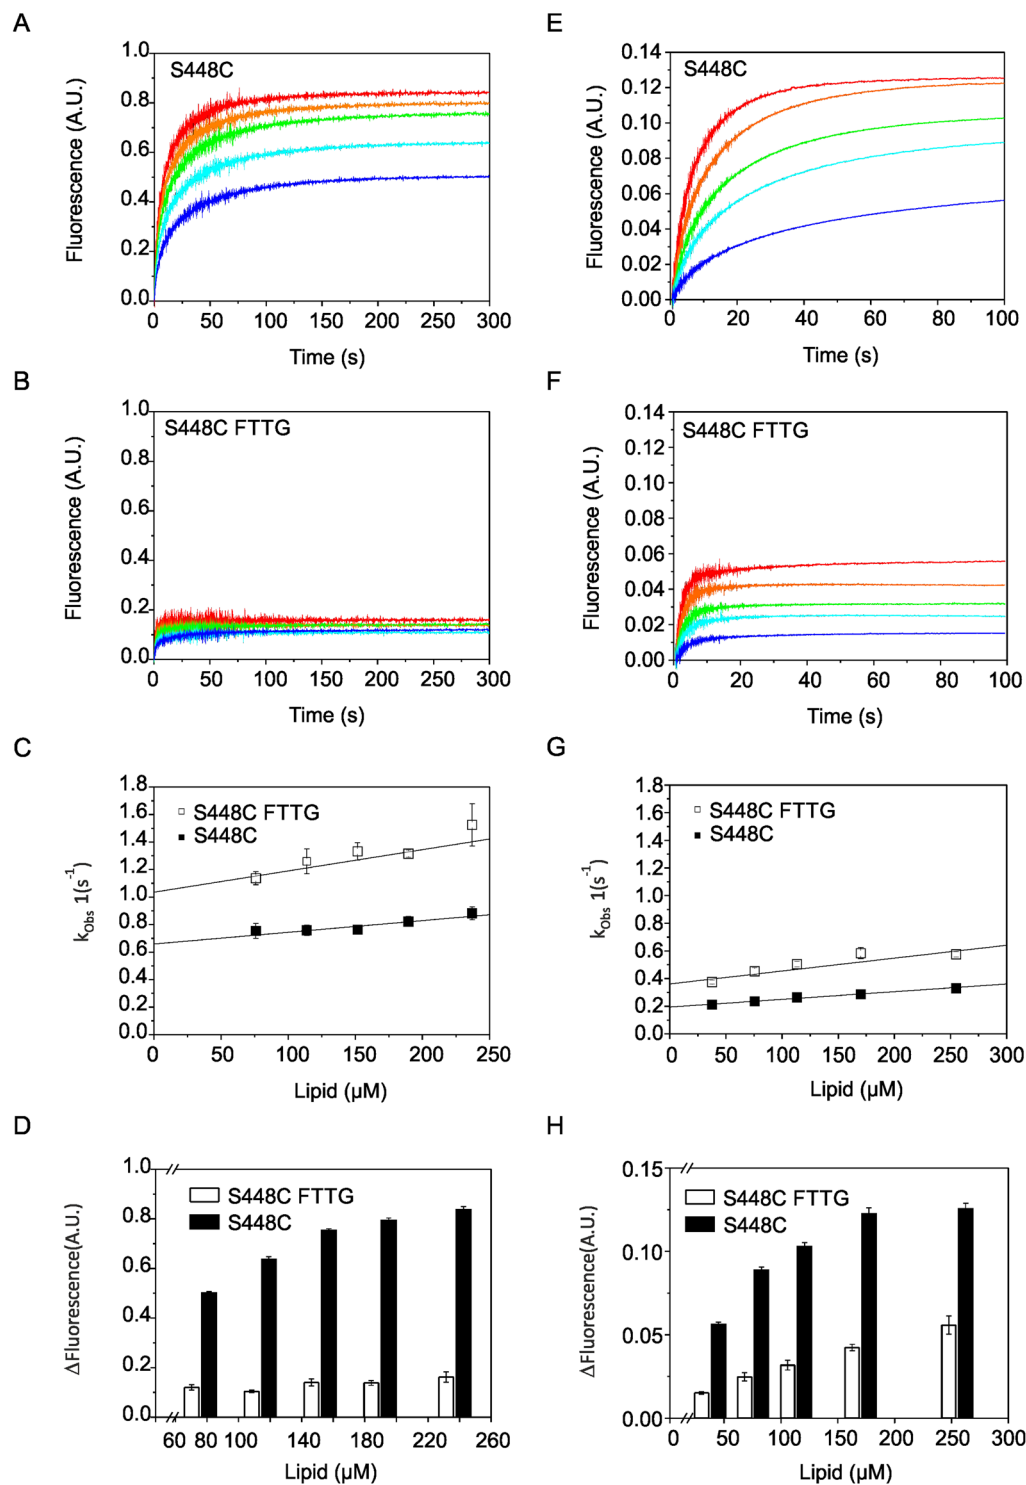 A
S448C
Fluorescence (A.U.)
1.0
0.8
0.6
0.4
0.2
0.0
0 50 100 150 200 250 300
Time (s)
E
S448C
Fluorescence (A.U.)
0.14
0.12
0.10
0.08
0.06
0.04
0.02
0.00
0 20 40 60 80 100
Time (s)
B
S448C FTTG
Fluorescence (A.U.)
1.0
0.8
0.6
0.4
0.2
0.0
0 50 100 150 200 250 300
Time (s)
F
S448C FTTG
Fluorescence (A.U.)
0.14
0.12
0.10
0.08
0.06
0.04
0.02
0.00
0 20 40 60 80 100
Time (s)
C
S448C FTTG
S448C
kObs 1(s-1)
1.8
1.6
1.4
1.2
1.0
0.8
0.6
0.4
0.2
0.0
0 50 100 150 200 250
Lipid (µM)
G
S448C FTTG
S448C
kObs 1(s-1)
1.8
1.6
1.4
1.2
1.0
0.8
0.6
0.4
0.2
0.0
0 50 100 150 200 250 300
Lipid (µM)
D
S448C FTTG
S448C
ΔFluorescence(A.U.)
1.0
0.8
0.6
0.4
0.2
0.0
60 80 100 140 180 220 260
Lipid (µM)
H
S448C FTTG
S448C
ΔFluorescence(A.U.)
0.15
0.10
0.05
0.00
0 50 100 150 200 250 300
Lipid (µM)